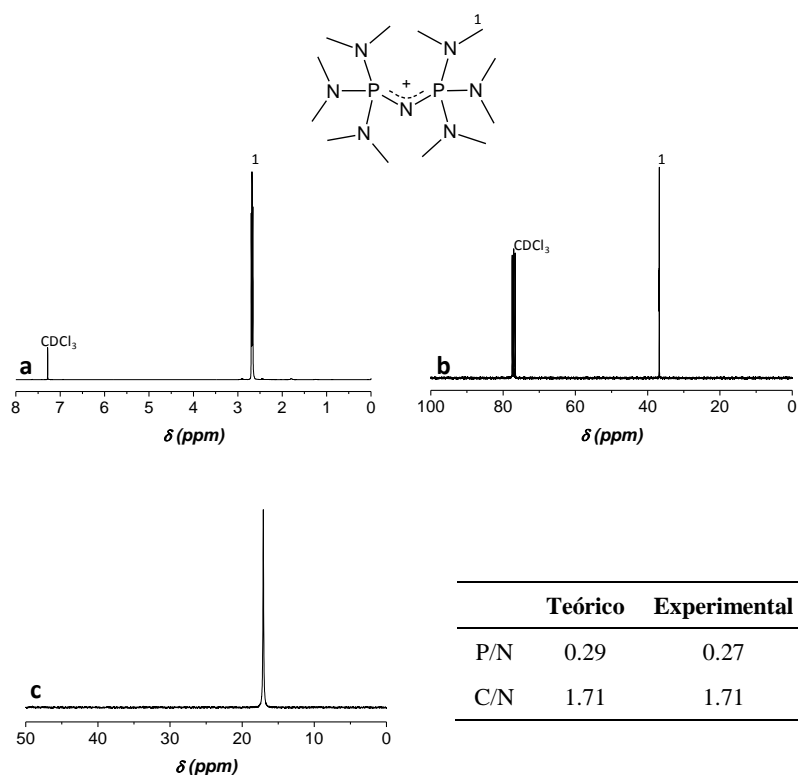 1
N N
+
N P P N
N
N N
1
CDCl3
a
8 7 6 5 4 3 2 1 0
δ (ppm)
1
CDCl3
b
100 80 60 40 20 0
δ (ppm)
c
50 40 30 20 10 0
δ (ppm)
Teórico Experimental
P/N 0.29 0.27
C/N 1.71 1.71